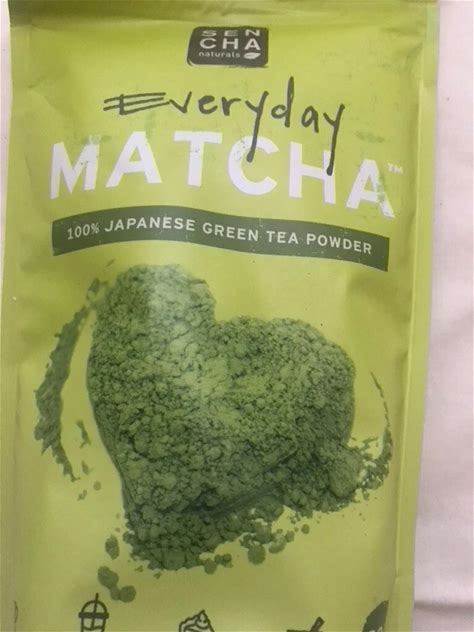 SEN
CHA
naturals
Everyday
MATCHA™
100% JAPANESE GREEN TEA POWDER